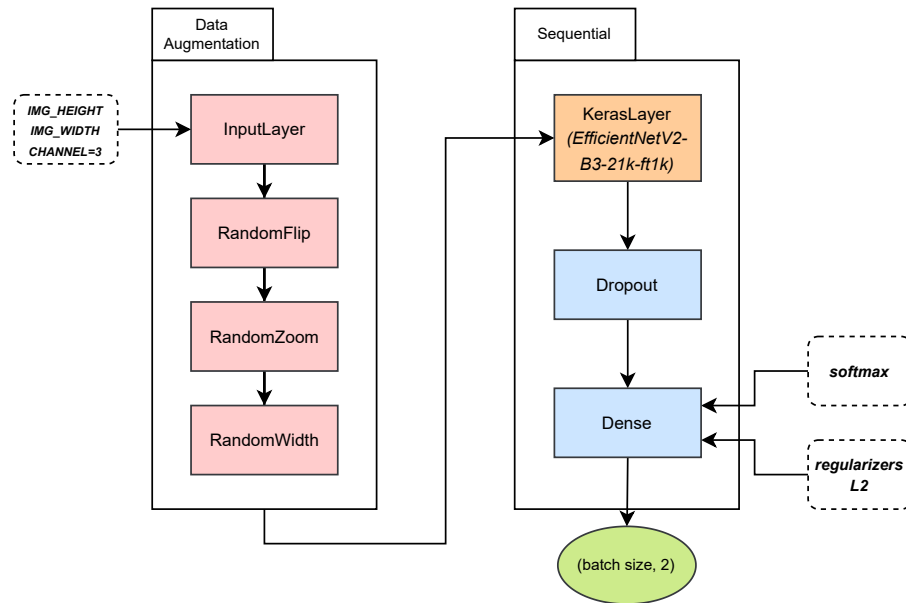 Data
Augmentation
IMG_HEIGHT
IMG_WIDTH
CHANNEL=3
InputLayer
RandomFlip
RandomZoom
RandomWidth
Sequential
KerasLayer
(EfficientNetV2-
B3-21k-ft1k)
Dropout
Dense
softmax
regularizers
L2
(batch size, 2)